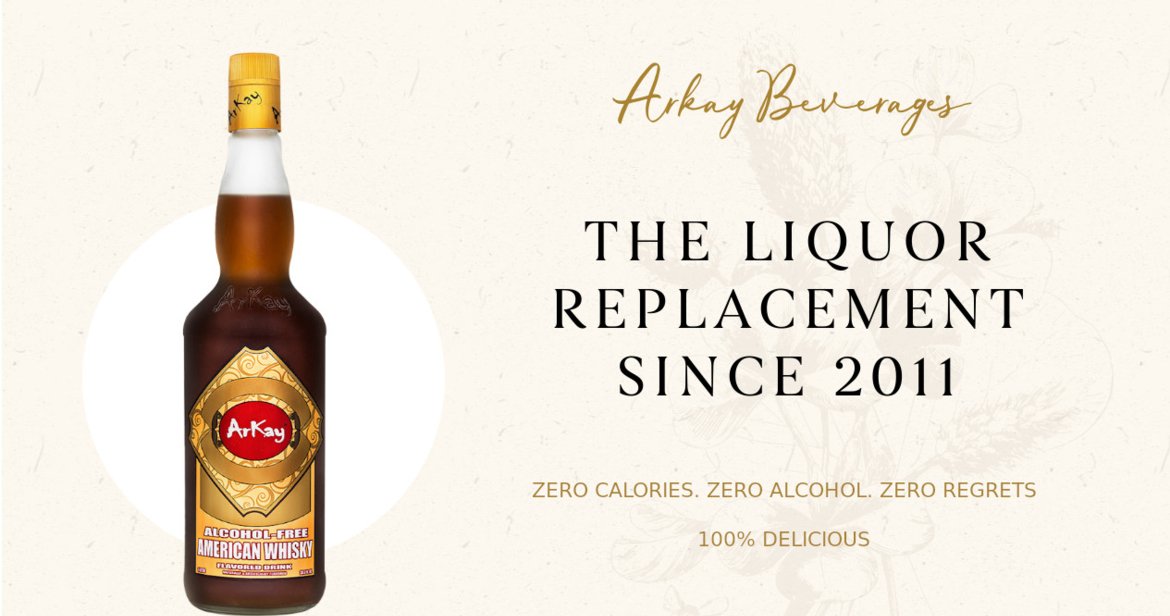 ArKay
Arkay Beverages
THE LIQUOR
REPLACEMENT
SINCE 2011
ArKay
ArKay
ZERO CALORIES. ZERO ALCOHOL. ZERO REGRETS
100% DELICIOUS
ALCOHOL-FREE
AMERICAN WHISKY
FLAVORED DRINK